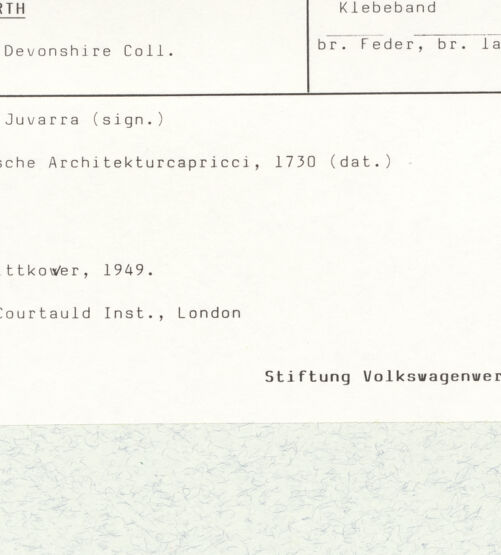 RTH
Klebeband
Devonshire Coll.
br. Feder, br. la
Juvarra (sign.)
sche Architekturcapricci, 1730 (dat.)
ttkower, 1949.
Courtauld Inst., London
Stiftung Volkswagenwer